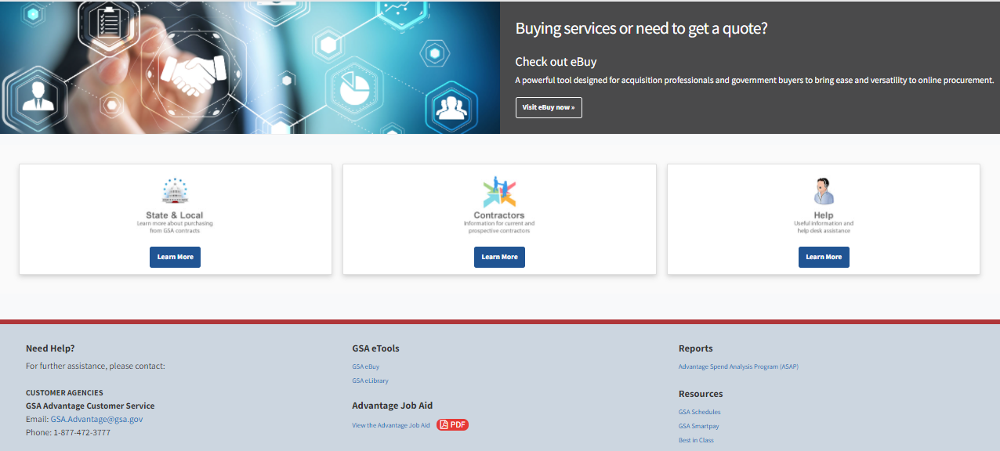 Buying services or need to get a quote?
Check out eBuy
A powerful tool designed for acquisition professionals and government buyers to bring ease and versatility to online procurement.
Visit eBuy now »
State & Local
Learn more about purchasing
from GSA contracts
Learn More
Contractors
Information for current and
prospective contractors
Learn More
Help
Useful information and
help desk assistance
Learn More
Need Help?
For further assistance, please contact:
CUSTOMER AGENCIES
GSA Advantage Customer Service
Email: GSA.Advantage@gsa.gov
Phone: 1-877-472-3777
GSA eTools
GSA eBuy
GSA eLibrary
Advantage Job Aid
View the Advantage Job Aid PDF
Reports
Advantage Spend Analysis Program (ASAP)
Resources
GSA Schedules
GSA Smartpay
Best in Class